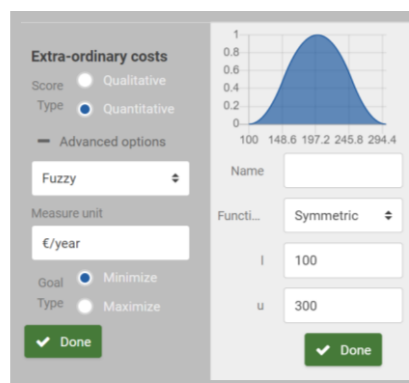 Extra-ordinary costs
Score Type
Qualitative
Quantitative
Advanced options
Fuzzy
Measure unit
€/year
Goal Type
Minimize
Maximize
Done
1
0.8
0.6
0.4
0.2
0
100 148.6 197.2 245.8 294.4
Name
Functi... Symmetric
l 100
u 300
Done